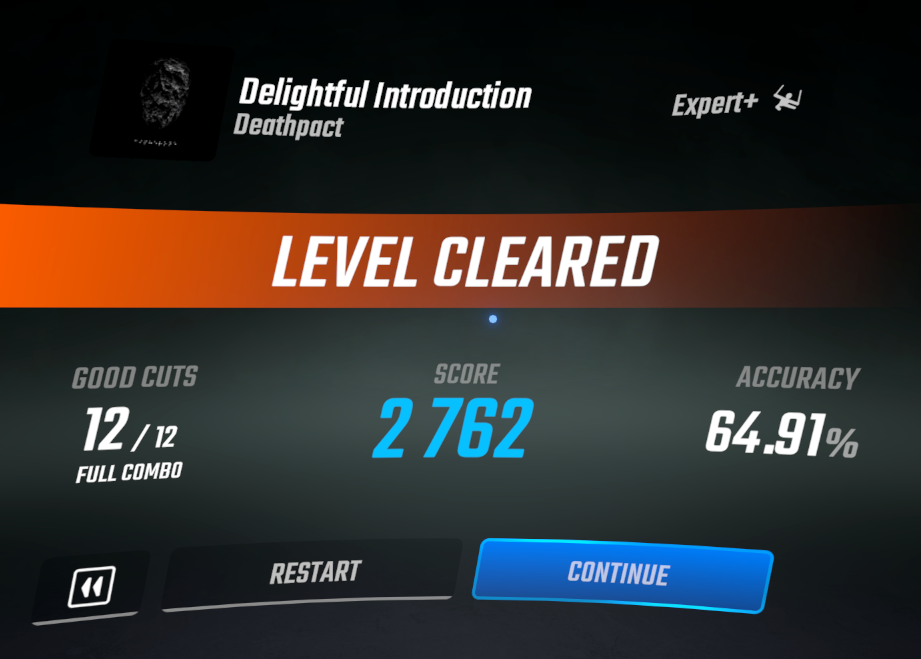 Delightful Introduction
Deathpact
Expert+
LEVEL CLEARED
GOOD CUTS
12 / 12
FULL COMBO
SCORE
2 762
ACCURACY
64.91%
RESTART
CONTINUE